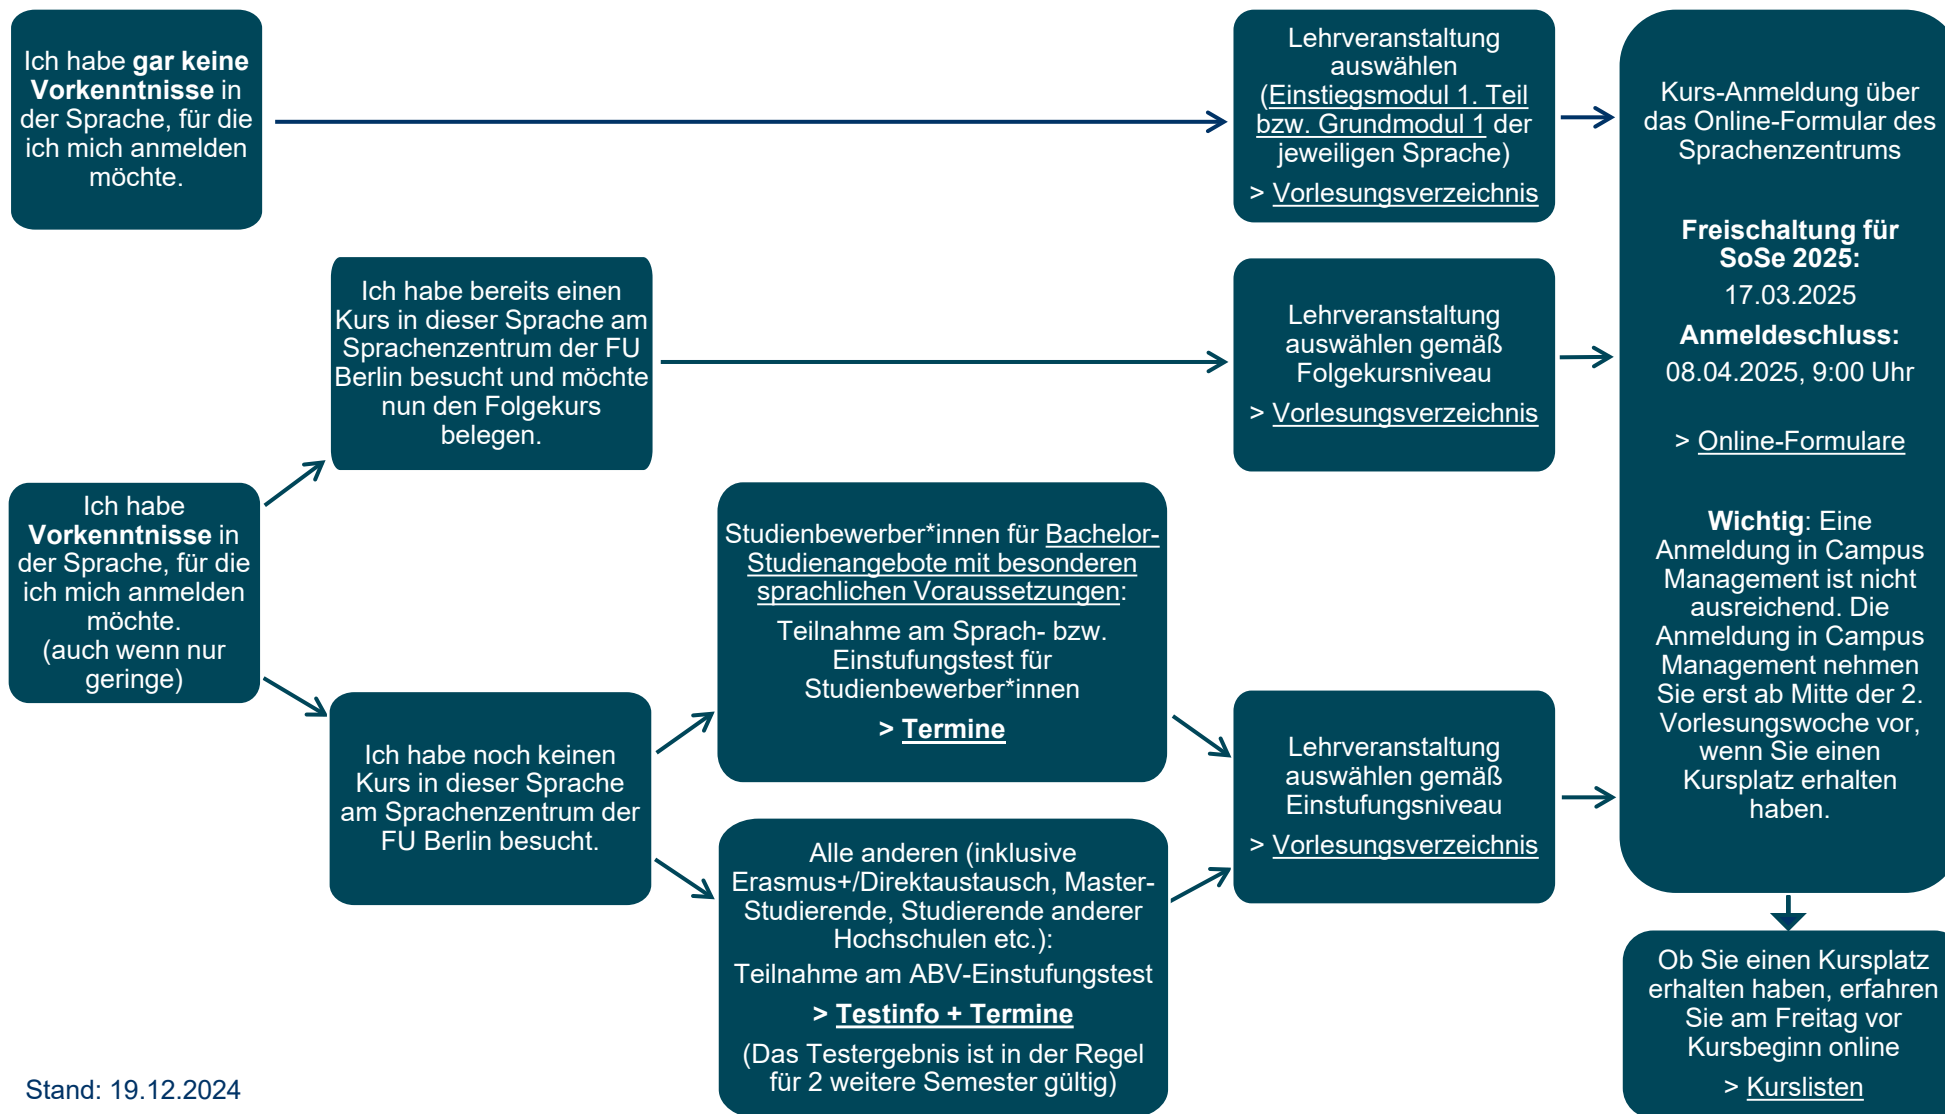 Ich habe gar keine
Vorkenntnisse in
der Sprache, für die
ich mich anmelden
möchte.
Lehrveranstaltung
auswählen
(Einstiegsmodul 1. Teil
bzw. Grundmodul 1 der
jeweiligen Sprache)
> Vorlesungsverzeichnis
Ich habe bereits einen
Kurs in dieser Sprache am
Sprachenzentrum der FU
Berlin besucht und möchte
nun den Folgekurs
belegen.
Lehrveranstaltung
auswählen gemäß
Folgekursniveau
> Vorlesungsverzeichnis
Ich habe
Vorkenntnisse in
der Sprache, für die
ich mich anmelden
möchte.
(auch wenn nur
geringe)
Ich habe noch keinen
Kurs in dieser Sprache
am Sprachenzentrum der
FU Berlin besucht.
Studienbewerber*innen für Bachelor-
Studienangebote mit besonderen
sprachlichen Voraussetzungen:
Teilnahme am Sprach- bzw.
Einstufungstest für
Studienbewerber*innen
> Termine
Alle anderen (inklusive
Erasmus+/Direktaustausch, Master-
Studierende, Studierende anderer
Hochschulen etc.):
Teilnahme am ABV-Einstufungstest
> Testinfo + Termine
(Das Testergebnis ist in der Regel
für 2 weitere Semester gültig)
Lehrveranstaltung
auswählen gemäß
Einstufungsniveau
> Vorlesungsverzeichnis
Kurs-Anmeldung über
das Online-Formular des
Sprachenzentrums
Freischaltung für
SoSe 2025:
17.03.2025
Anmeldeschluss:
08.04.2025, 9:00 Uhr
> Online-Formulare
Wichtig: Eine
Anmeldung in Campus
Management ist nicht
ausreichend. Die
Anmeldung in Campus
Management nehmen
Sie erst ab Mitte der 2.
Vorlesungswoche vor,
wenn Sie einen
Kursplatz erhalten
haben.
Ob Sie einen Kursplatz
erhalten haben, erfahren
Sie am Freitag vor
Kursbeginn online
> Kurslisten
Stand: 19.12.2024